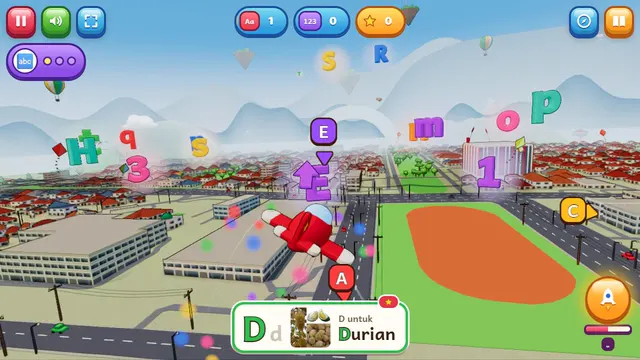 Aa 1
123 0
0
abc
S R
E
H q s m o p
3 E 1
C
A
D d D untuk
Durian